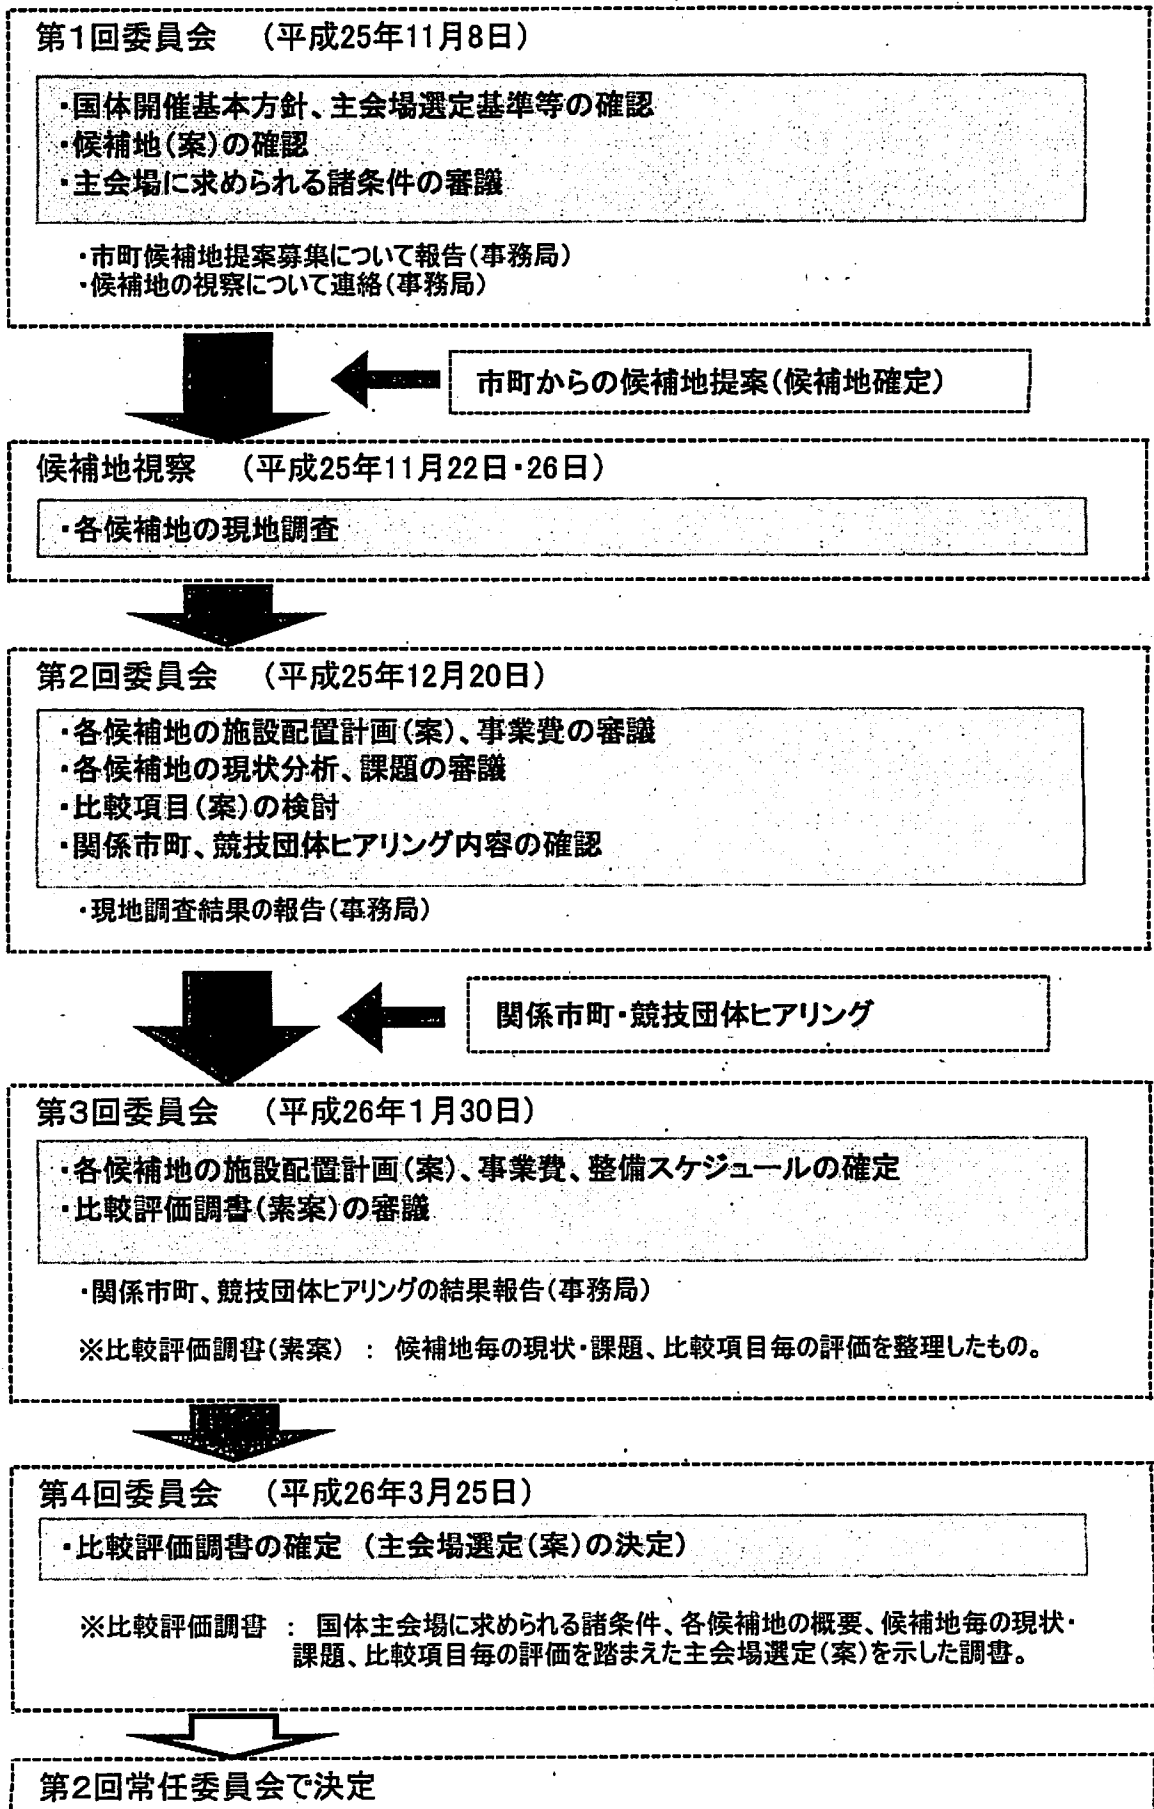 第1回委員会　（平成25年11月8日）
・国体開催基本方針、主会場選定基準等の確認
・候補地（案）の確認
・主会場に求められる諸条件の審議
・市町候補地提案募集について報告（事務局）
・候補地の視察について連絡（事務局）
市町からの候補地提案（候補地確定）
候補地視察　（平成25年11月22日・26日）
・各候補地の現地調査
第2回委員会　（平成25年12月20日）
・各候補地の施設配置計画（案）、事業費の審議
・各候補地の現状分析、課題の審議
・比較項目（案）の検討
・関係市町、競技団体ヒアリング内容の確認
・現地調査結果の報告（事務局）
関係市町・競技団体ヒアリング
第3回委員会　（平成26年1月30日）
・各候補地の施設配置計画（案）、事業費、整備スケジュールの確定
・比較評価調書（素案）の審議
・関係市町、競技団体ヒアリングの結果報告（事務局）
※比較評価調書（素案）　：　候補地毎の現状・課題、比較項目毎の評価を整理したもの。
第4回委員会　（平成26年3月25日）
・比較評価調書の確定　（主会場選定（案）の決定）
※比較評価調書　：　国体主会場に求められる諸条件、各候補地の概要、候補地毎の現状・
課題、比較項目毎の評価を踏まえた主会場選定（案）を示した調書。
第2回常任委員会で決定